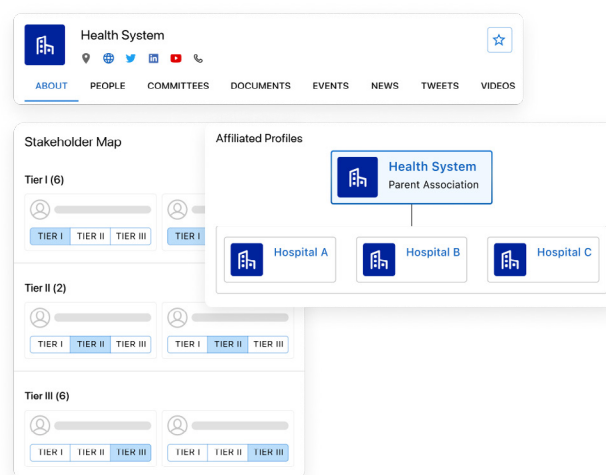 Health System
ABOUT PEOPLE COMMITTEES DOCUMENTS EVENTS NEWS TWEETS VIDEOS
Stakeholder Map
Tier I (6)
TIER I TIER II TIER III
TIER I
Tier II (2)
TIER I TIER II TIER III
TIER I TIER II TIER III
Tier III (6)
TIER I TIER II TIER III
TIER I TIER II TIER III
Affiliated Profiles
Health System
Parent Association
Hospital A
Hospital B
Hospital C